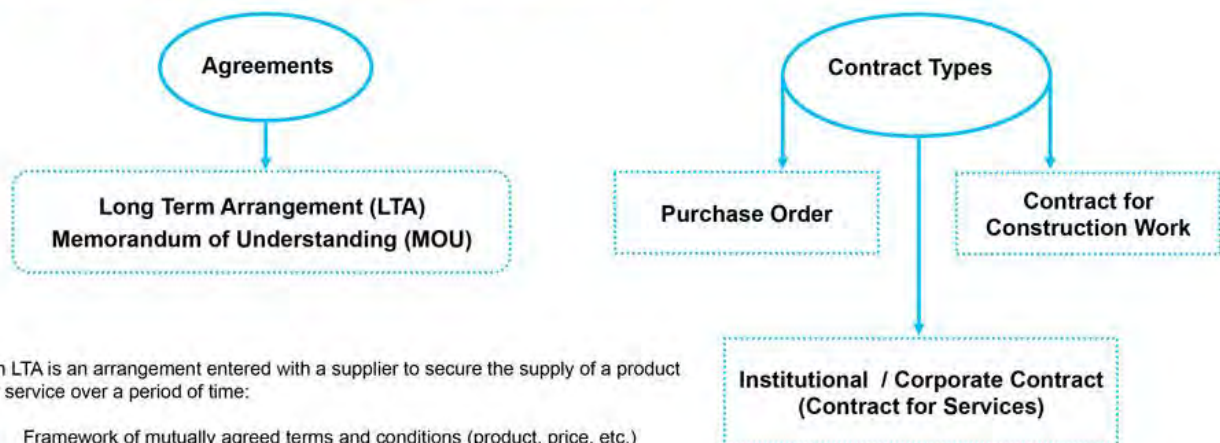 Agreements
Long Term Arrangement (LTA)
Memorandum of Understanding (MOU)
Contract Types
Purchase Order
Contract for
Construction Work
Institutional / Corporate Contract
(Contract for Services)
LTA is an arrangement entered with a supplier to secure the supply of a product
service over a period of time:
Framework of mutually agreed terms and conditions (product, price, etc.)